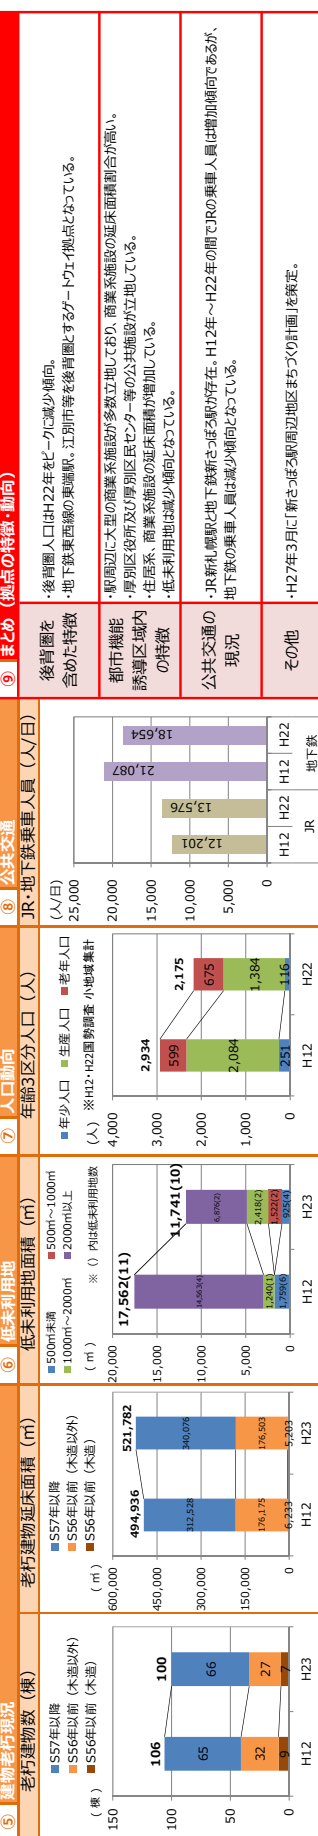 ⑤ 建物老朽現況
老朽建物数（棟）
■S57年以降
■S56年以前（木造以外）
■S56年以前（木造）
（棟）
150
100
50
0
106
65
32
9
H12
100
66
27
7
H23
老朽建物延床面積（㎡）
■S57年以降
■S56年以前（木造以外）
■S56年以前（木造）
（㎡）
600,000
450,000
300,000
150,000
0
494,936
312,528
176,175
6,233
H12
521,782
340,076
176,503
5,203
H23
⑥ 低未利用地
低未利用地面積（㎡）
■500㎡未満 ■500㎡～1000㎡
■1000㎡～2000㎡ ■2000㎡以上
（㎡） ※（）内は低未利用地数
20,000
15,000
10,000
5,000
0
17,562(11)
14,563(4)
1,240(1)
1,759(6)
H12
11,741(10)
6,876(2)
2,418(2)
1,522(2)
925(4)
H23
⑦ 人口動向
年齢3区分人口（人）
■年少人口 ■生産人口 ■老年人口
（人） ※H12・H22国勢調査 小地域集計
4,000
3,000
2,000
1,000
0
2,934
599
2,084
251
H12
2,175
675
1,384
116
H22
⑧ 公共交通
JR・地下鉄乗車人員（人/日）
（人/日）
25,000
20,000
15,000
10,000
5,000
0
12,201
13,576
21,087
18,654
H12 H22 H12 H22
JR 地下鉄
⑨ まとめ（拠点の特徴・動向）
後背圏を
含めた特徴
・後背圏人口はH22年をピークに減少傾向。
・地下鉄東西線の東端駅。江別市等を後背圏とするゲートウェイ拠点となっている。
都市機能
誘導区域内
の特徴
・駅周辺に大型の商業系施設が多数立地しており、商業系施設の延床面積割合が高い。
・厚別区役所及び厚別区民センター等の公共施設が立地している。
・住居系、商業系施設の延床面積が増加している。
・低未利用地は減少傾向となっている。
公共交通の
現況
・JR新札幌駅と地下鉄新さっぽろ駅が存在。H12年～H22年の間でJRの乗車人員は増加傾向であるが、
地下鉄の乗車人員は減少傾向となっている。
その他
・H27年3月に「新さっぽろ駅周辺地区まちづくり計画」を策定。